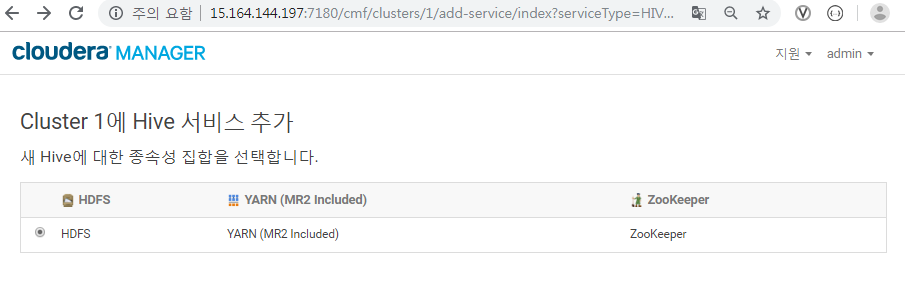 주의 요함 15.164.144.197:7180/cmf/clusters/1/add-service/index?serviceType=HIV...
cloudera MANAGER 지원 admin
Cluster 1에 Hive 서비스 추가
새 Hive에 대한 종속성 집합을 선택합니다.
HDFS YARN (MR2 Included) ZooKeeper
HDFS YARN (MR2 Included) ZooKeeper